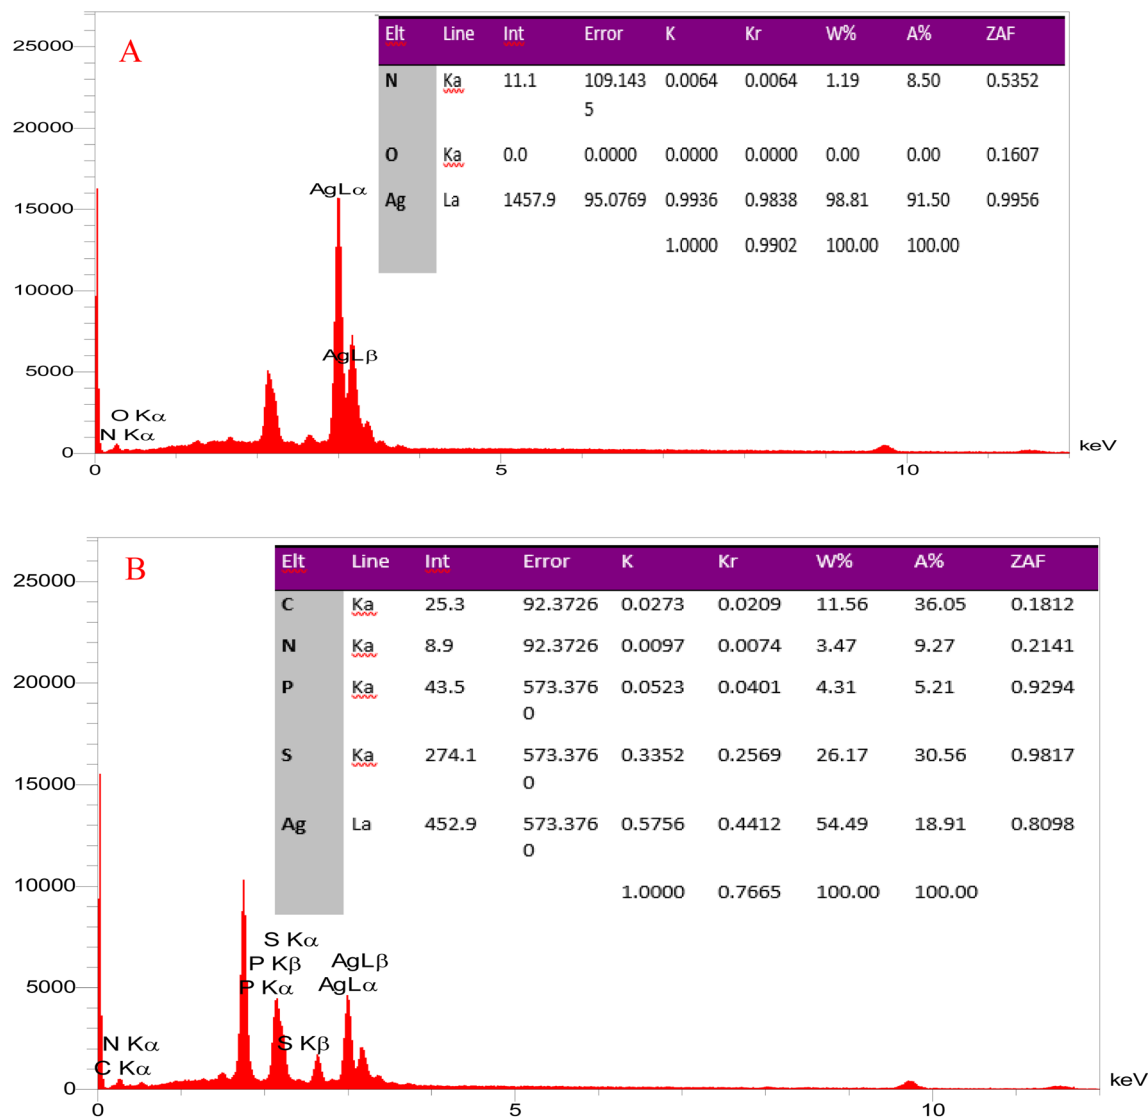 A
Elt Line Int Error K Kr W% A% ZAF
N Ka 11.1 109.143 0.0064 0.0064 1.19 8.50 0.5352
5
O Ka 0.0 0.0000 0.0000 0.0000 0.00 0.00 0.1607
Ag La 1457.9 95.0769 0.9936 0.9838 98.81 91.50 0.9956
1.0000 0.9902 100.00 100.00
25000
20000
15000
10000
5000
0
AgLα
AgLβ
O Kα
N Kα
0 5 10
keV
B
Elt Line Int Error K Kr W% A% ZAF
C Ka 25.3 92.3726 0.0273 0.0209 11.56 36.05 0.1812
N Ka 8.9 92.3726 0.0097 0.0074 3.47 9.27 0.2141
P Ka 43.5 573.376 0.0523 0.0401 4.31 5.21 0.9294
0
S Ka 274.1 573.376 0.3352 0.2569 26.17 30.56 0.9817
0
Ag La 452.9 573.376 0.5756 0.4412 54.49 18.91 0.8098
0
1.0000 0.7665 100.00 100.00
25000
20000
15000
10000
5000
0
S Kα
P Kβ
P Kα
AgLβ
AgLα
S Kβ
N Kα
C Kα
0 5 10
keV